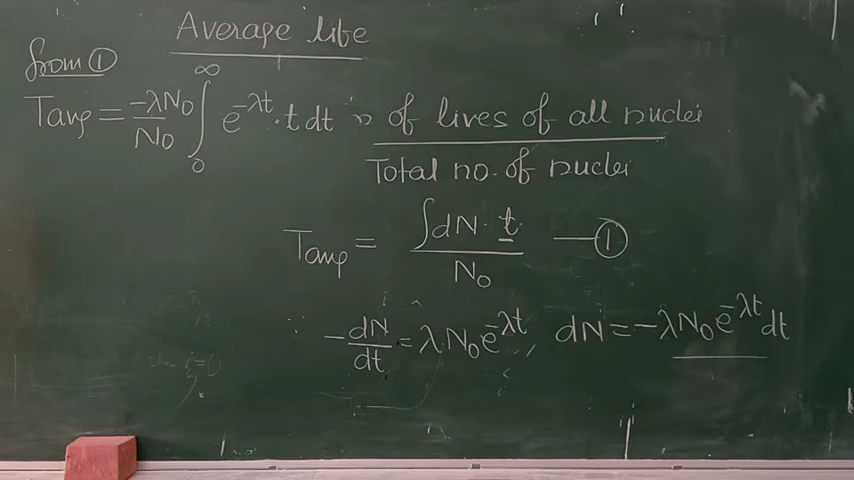 Average life
from ①
Tavg = -λN₀/N₀ ∫₀^∞ e^-λt · t dt n of lives of all nuclei
Total no. of nuclei
Tavg = ∫dN · t / N₀ — ①
-dN/dt = λ N₀e^-λt, dN = -λN₀e^-λt dt